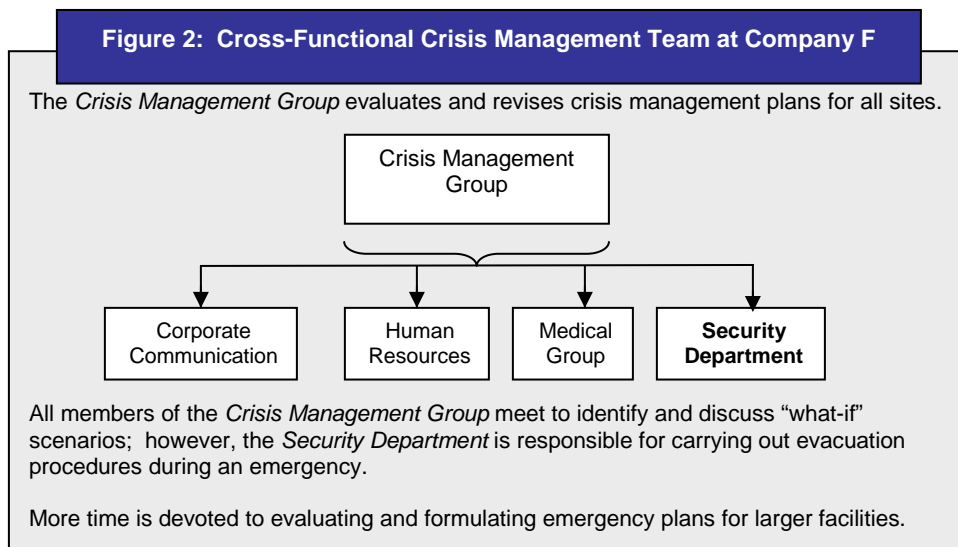 Figure 2: Cross-Functional Crisis Management Team at Company F
The Crisis Management Group evaluates and revises crisis management plans for all sites.
Crisis Management
Group
Corporate
Communication
Human
Resources
Medical
Group
Security
Department
All members of the Crisis Management Group meet to identify and discuss “what-if”
scenarios; however, the Security Department is responsible for carrying out evacuation
procedures during an emergency.
More time is devoted to evaluating and formulating emergency plans for larger facilities.